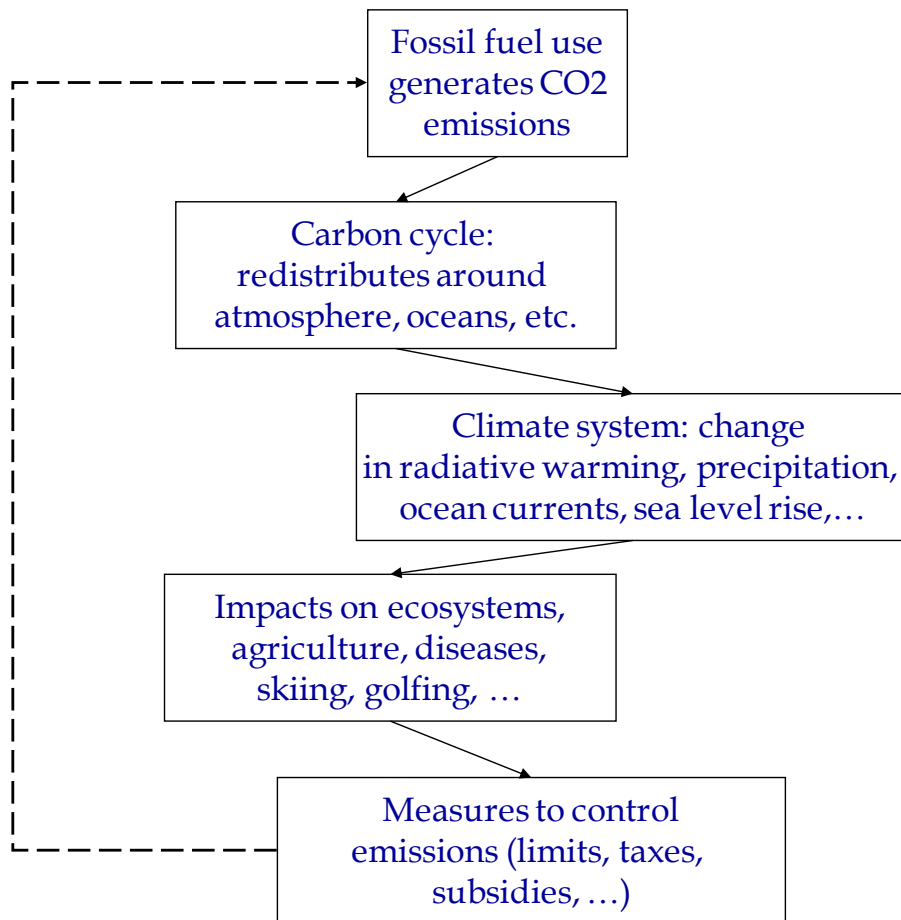 Fossil fuel use
generates CO2
emissions
Carbon cycle:
redistributes around
atmosphere, oceans, etc.
Climate system: change
in radiative warming, precipitation,
ocean currents, sea level rise,…
Impacts on ecosystems,
agriculture, diseases,
skiing, golfing, …
Measures to control
emissions (limits, taxes,
subsidies, …)